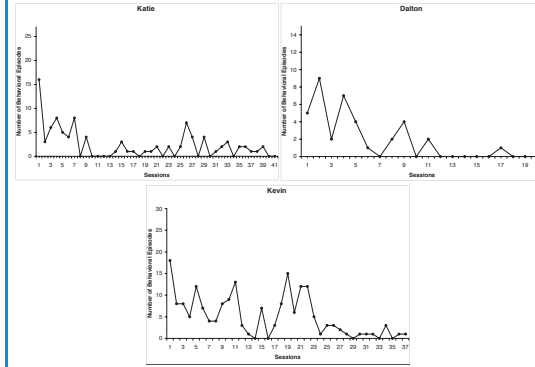 Katie
Number of Behavioral Episodes
25
20
15
10
5
0
1 3 5 7 9 11 13 15 17 19 21 23 25 27 29 31 33 35 37 39 41
Sessions
Dalton
Number of Behavioral Episodes
14
12
10
8
6
4
2
0
1 3 5 7 9 11 13 15 17 19
Sessions
Kevin
Number of Behavioral Episodes
30
25
20
15
10
5
0
1 3 5 7 9 11 13 15 17 19 21 23 25 27 29 31 33 35 37
Sessions